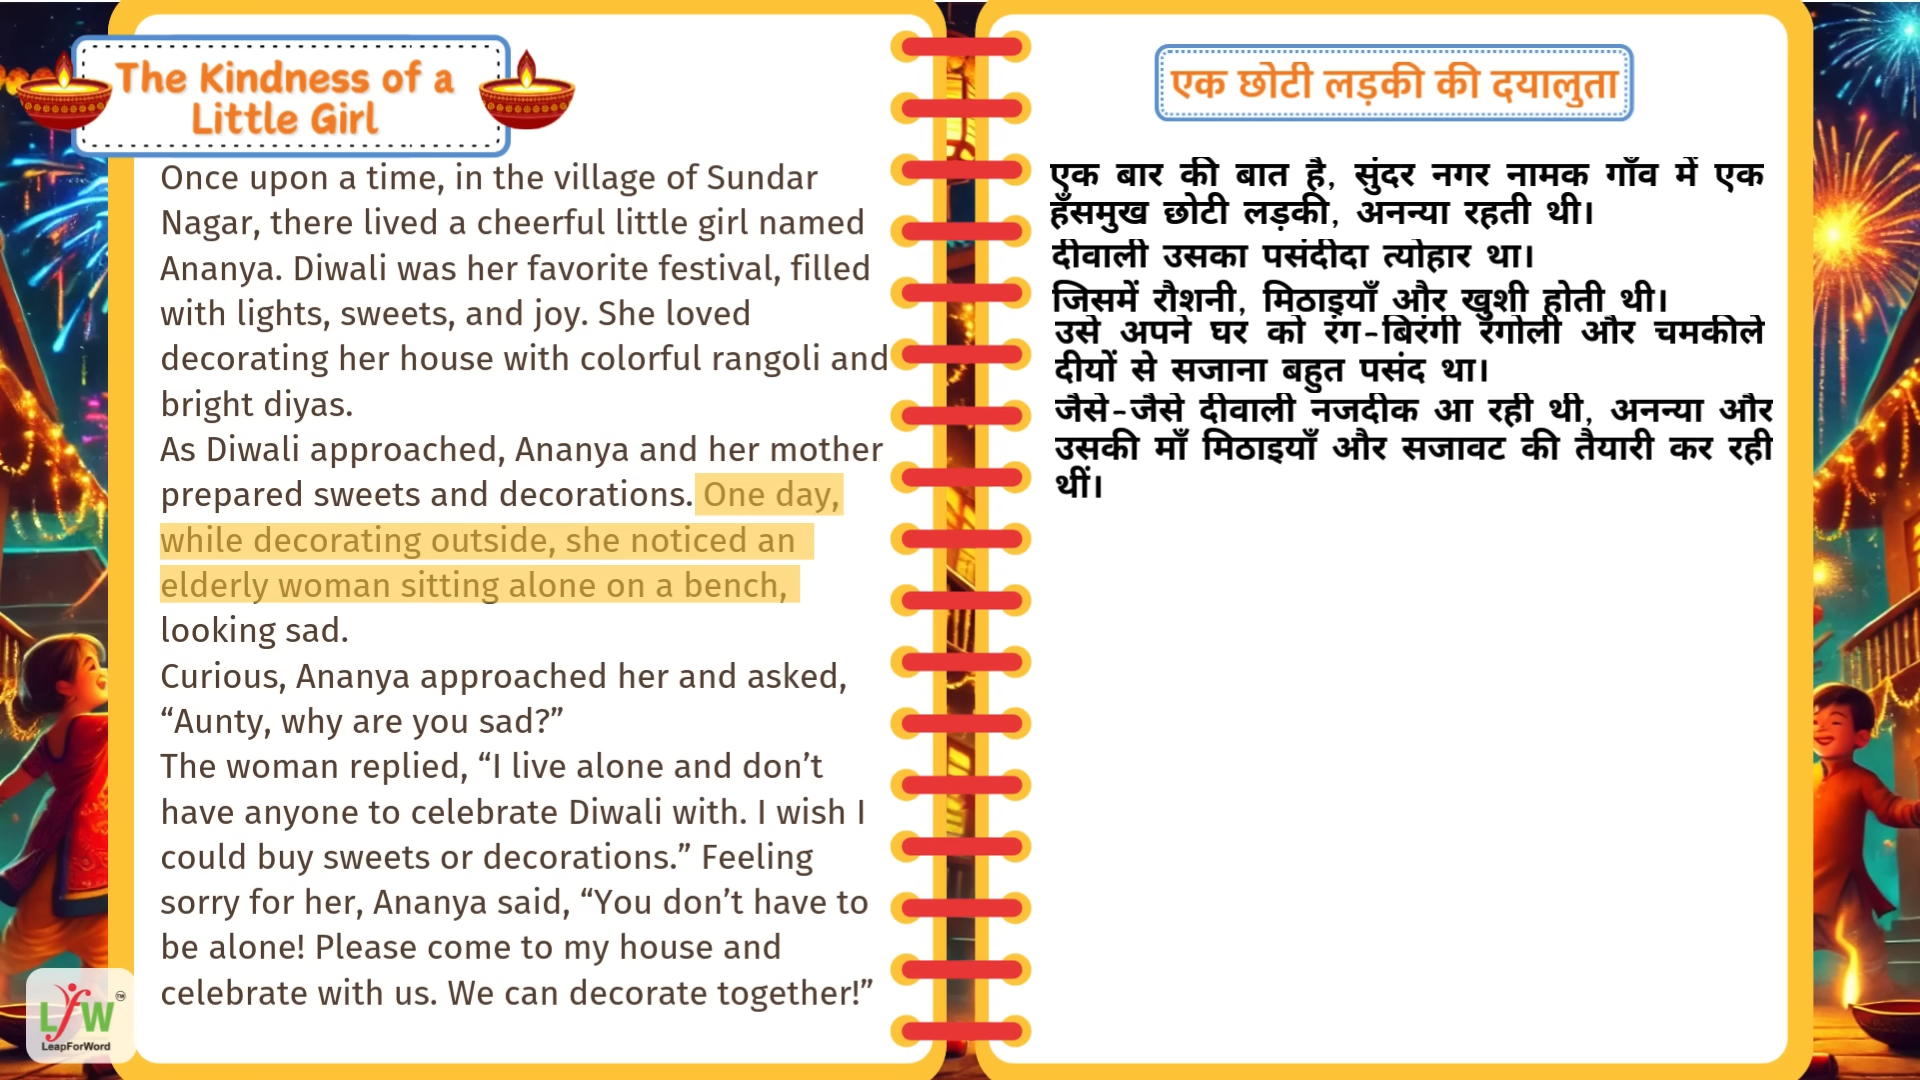 The Kindness of a
Little Girl
Once upon a time, in the village of Sundar
Nagar, there lived a cheerful little girl named
Ananya. Diwali was her favorite festival, filled
with lights, sweets, and joy. She loved
decorating her house with colorful rangoli and
bright diyas.
As Diwali approached, Ananya and her mother
prepared sweets and decorations. One day,
while decorating outside, she noticed an
elderly woman sitting alone on a bench,
looking sad.
Curious, Ananya approached her and asked,
“Aunty, why are you sad?”
The woman replied, “I live alone and don’t
have anyone to celebrate Diwali with. I wish I
could buy sweets or decorations.” Feeling
sorry for her, Ananya said, “You don’t have to
be alone! Please come to my house and
celebrate with us. We can decorate together!”
LfW™
LeapForWord
एक छोटी लड़की की दयालुता
एक बार की बात है, सुंदर नगर नामक गाँव में एक
हँसमुख छोटी लड़की, अनन्या रहती थी।
दीवाली उसका पसंदीदा त्योहार था।
जिसमें रौशनी, मिठाइयाँ और खुशी होती थी।
उसे अपने घर को रंग-बिरंगी रंगोली और चमकीले
दीयों से सजाना बहुत पसंद था।
जैसे-जैसे दीवाली नजदीक आ रही थी, अनन्या और
उसकी माँ मिठाइयाँ और सजावट की तैयारी कर रही
थीं।